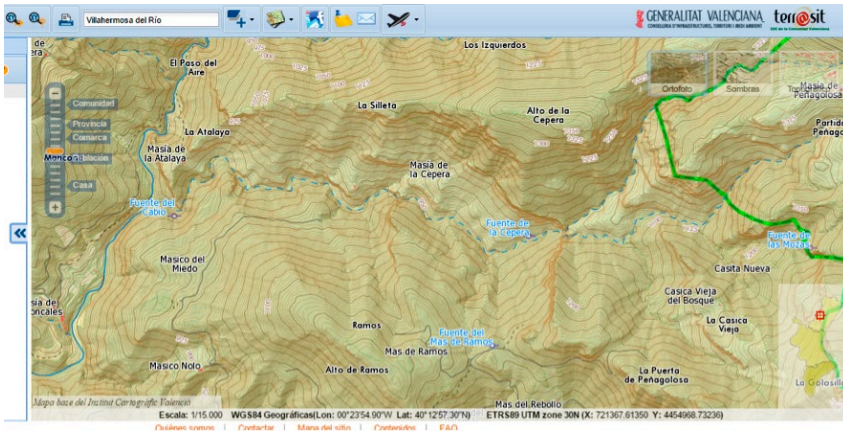 Villahermosa del Río
GENERALITAT VALENCIANA
CONSELLERIA D'INFRAESTRUCTURES, TERRITORI I MEDI AMBIENT
terr@sit
Los Izquierdos
El Poso del
Aire
Ortofoto
Sombras
Masía de
Peñagolosa
Comunidad
Provincia
Comarca
Casa
La Silleta
Alto de la
Cepera
La Atalaya
Masía de
la Atalaya
Masía de
la Cepera
Fuente del
Cabio
Fuente de
la Cepera
Fuente de
las Mozas
Masico del
Miedo
Casita Nueva
Casica Vieja
del Bosque
La Casica
Vieja
Ramos
Fuente del
Mas de Ramos
Mas de Ramos
Masico Nolo
Alto de Ramos
La Puerta
de Peñagolosa
Mas del Rebollo
Mapa base del Institut Cartogràfic Valencià
Escala: 1/15.000 WGS84 Geográficas(Lon: 00°23'54.90"W Lat: 40°12'57.30"N) ETRS89 UTM zone 30N (X: 721367.61350 Y: 4454968.73236)
Quiénes somos | Contactar | Mapa del sitio | Contenidos | FAQ